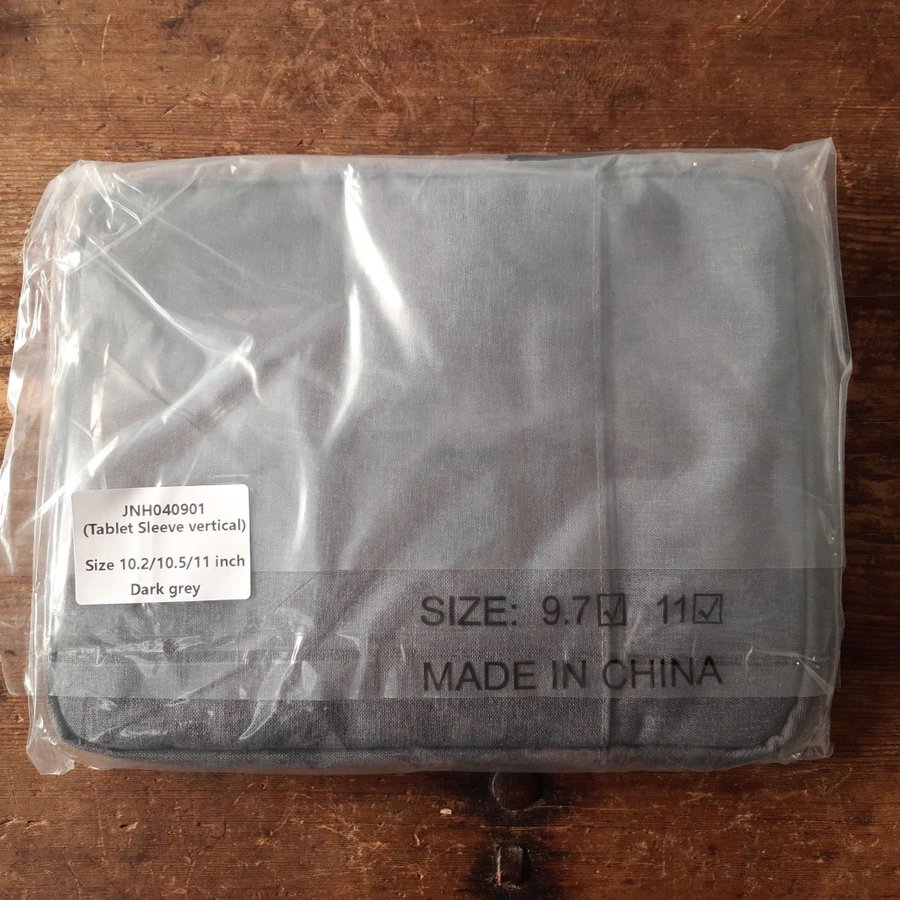 JNH040901
(Tablet Sleeve vertical)
Size 10.2/10.5/11 inch
Dark grey
SIZE: 9.7☑ 11☑
MADE IN CHINA